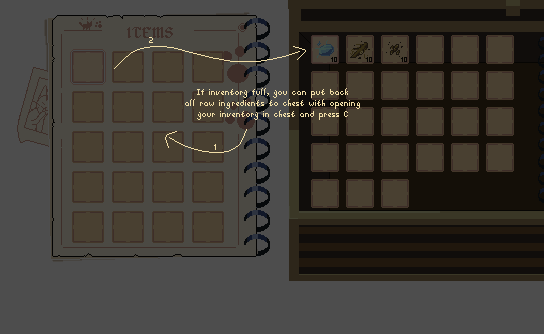 ITEMS
2
10 10 10
If inventory full, you can put back
all raw ingredients to chest with opening
your inventory in chest and press C
1